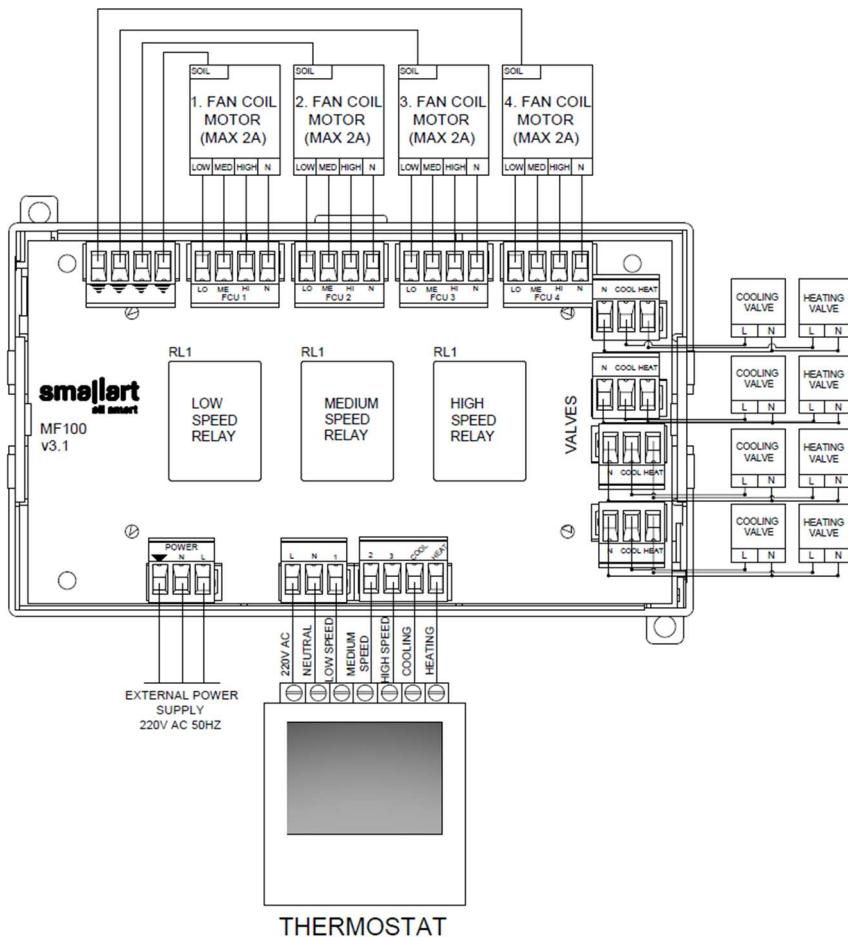 SOIL
1. FAN COIL
MOTOR
(MAX 2A)
LOW MED HIGH N
SOIL
2. FAN COIL
MOTOR
(MAX 2A)
LOW MED HIGH N
SOIL
3. FAN COIL
MOTOR
(MAX 2A)
LOW MED HIGH N
SOIL
4. FAN COIL
MOTOR
(MAX 2A)
LOW MED HIGH N
LO ME HI N
FCU 1
LO ME HI N
FCU 2
LO ME HI N
FCU 3
LO ME HI N
FCU 4
N COOL HEAT
COOLING
VALVE
L N
HEATING
VALVE
L N
N COOL HEAT
COOLING
VALVE
L N
HEATING
VALVE
L N
N COOL HEAT
COOLING
VALVE
L N
HEATING
VALVE
L N
N COOL HEAT
COOLING
VALVE
L N
HEATING
VALVE
L N
VALVES
smallart
all smart
MF100
v3.1
RL1
LOW
SPEED
RELAY
RL1
MEDIUM
SPEED
RELAY
RL1
HIGH
SPEED
RELAY
POWER
N L
L N 1
2 3 COOL HEAT
220V AC
NEUTRAL
LOW SPEED
MEDIUM
SPEED
HIGH SPEED
COOLING
HEATING
EXTERNAL POWER
SUPPLY
220V AC 50HZ
THERMOSTAT